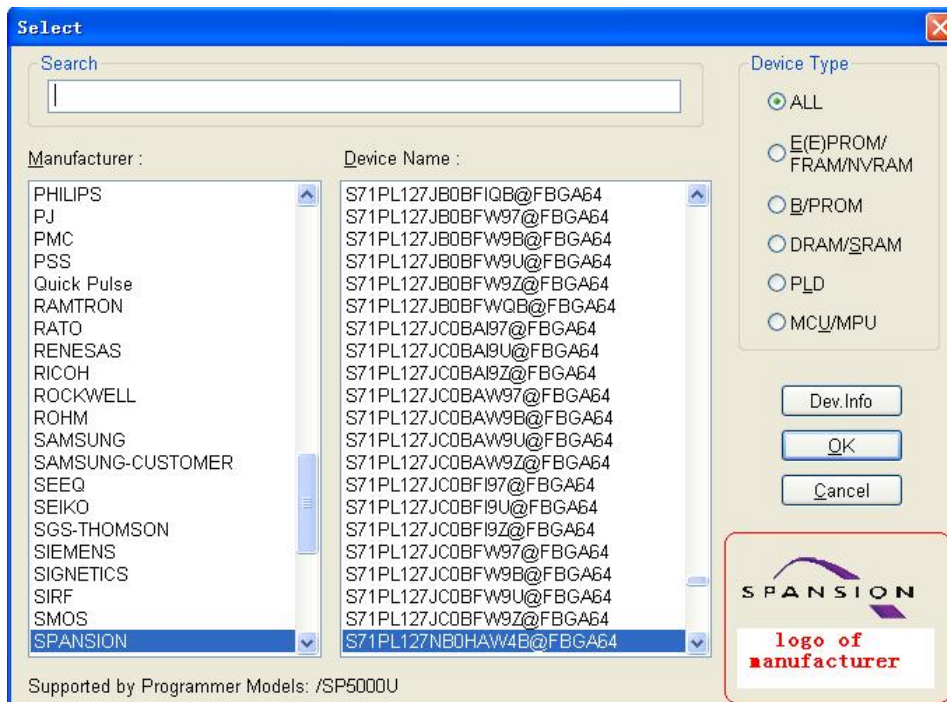 Select
Search
Device Type
ALL
E(E)PROM/
FRAM/NVRAM
B/PROM
DRAM/SRAM
PLD
MCU/MPU
Manufacturer :
PHILIPS
PJ
PMC
PSS
Quick Pulse
RAMTRON
RATO
RENESAS
RICOH
ROCKWELL
ROHM
SAMSUNG
SAMSUNG-CUSTOMER
SEEQ
SEIKO
SGS-THOMSON
SIEMENS
SIGNETICS
SIRF
SMOS
SPANSION
Device Name :
S71PL127JB0BFIQB@FBGA64
S71PL127JB0BFW97@FBGA64
S71PL127JB0BFW9B@FBGA64
S71PL127JB0BFW9U@FBGA64
S71PL127JB0BFW9Z@FBGA64
S71PL127JB0BFWQB@FBGA64
S71PL127JC0BAI97@FBGA64
S71PL127JC0BAI9U@FBGA64
S71PL127JC0BAI9Z@FBGA64
S71PL127JC0BAW97@FBGA64
S71PL127JC0BAW9B@FBGA64
S71PL127JC0BAW9U@FBGA64
S71PL127JC0BAW9Z@FBGA64
S71PL127JC0BFI97@FBGA64
S71PL127JC0BFI9U@FBGA64
S71PL127JC0BFI9Z@FBGA64
S71PL127JC0BFW97@FBGA64
S71PL127JC0BFW9B@FBGA64
S71PL127JC0BFW9U@FBGA64
S71PL127JC0BFW9Z@FBGA64
S71PL127NB0HAW4B@FBGA64
Dev.Info
OK
Cancel
SPANSION
logo of
manufacturer
Supported by Programmer Models: /SP5000U